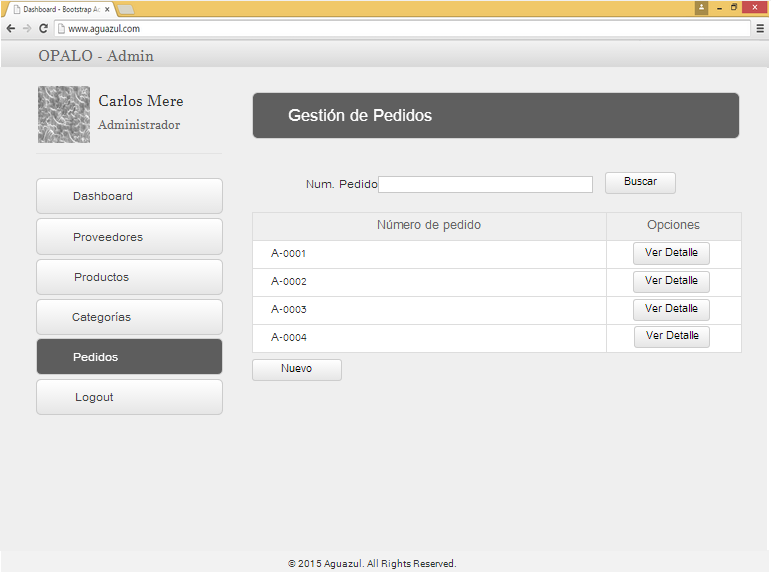 Dashboard - Bootstrap Ac
www.aguazul.com
OPALO - Admin
Carlos Mere
Administrador
Gestión de Pedidos
Dashboard
Proveedores
Productos
Categorías
Pedidos
Logout
Num. Pedido
Buscar
Número de pedido Opciones
A-0001 Ver Detalle
A-0002 Ver Detalle
A-0003 Ver Detalle
A-0004 Ver Detalle
Nuevo
© 2015 Aguazul. All Rights Reserved.